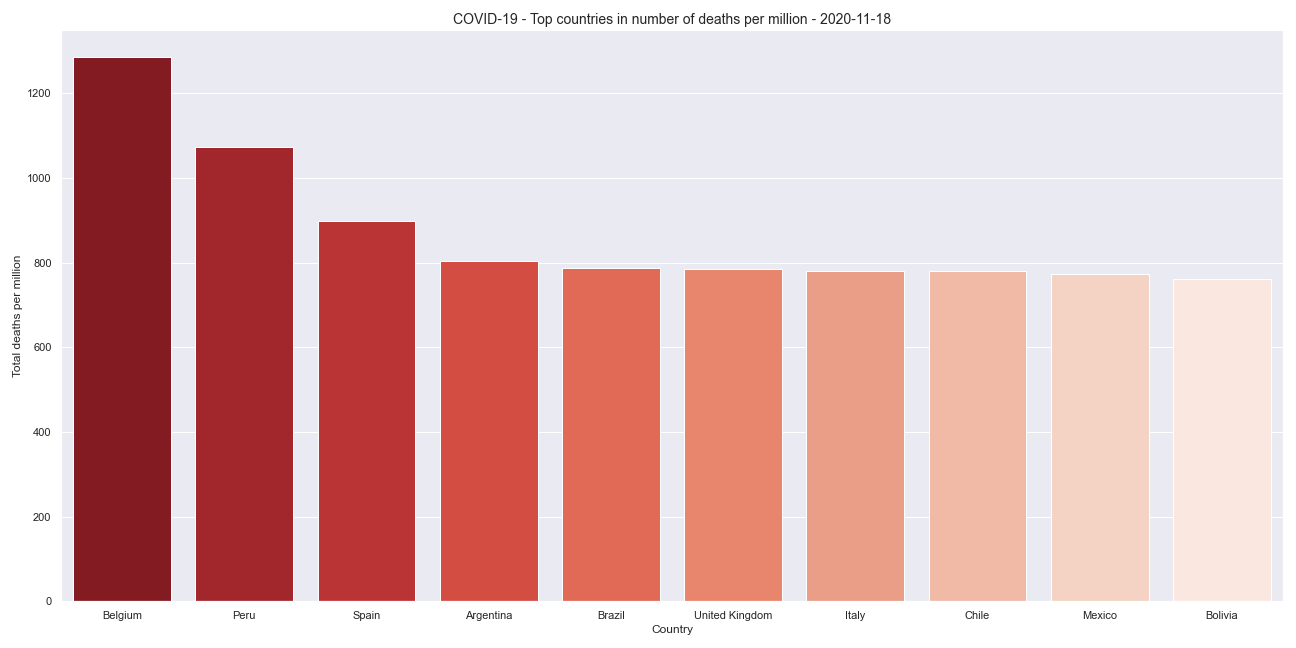 COVID-19 - Top countries in number of deaths per million - 2020-11-18
Total deaths per million
1200
1000
800
600
400
200
0
Belgium Peru Spain Argentina Brazil United Kingdom Italy Chile Mexico Bolivia
Country